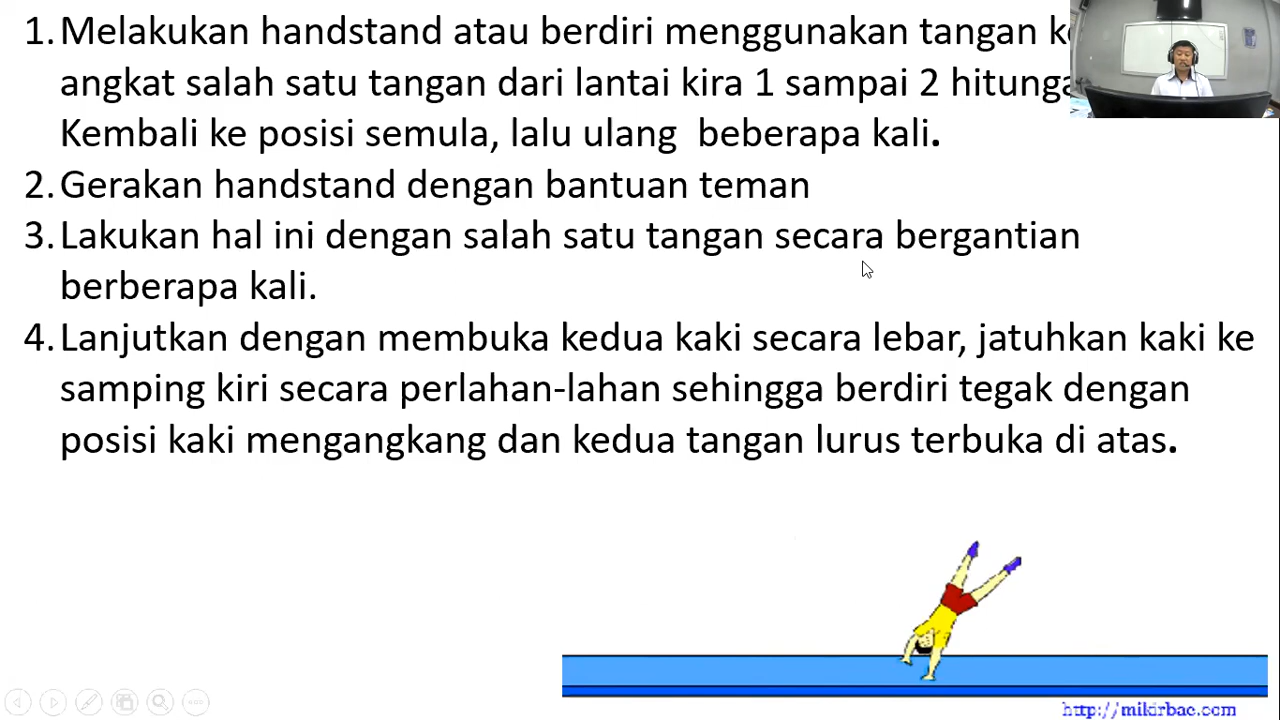 1. Melakukan handstand atau berdiri menggunakan tangan
angkat salah satu tangan dari lantai kira 1 sampai 2
Kembali ke posisi semula, lalu ulang beberapa kali.
2. Gerakan handstand dengan bantuan teman
3. Lakukan hal ini dengan salah satu tangan secara bergantian
berberapa kali.
4. Lanjutkan dengan membuka kedua kaki secara lebar, jatuhkan kaki ke
samping kiri secara perlahan-lahan sehingga berdiri tegak dengan
posisi kaki mengangkang dan kedua tangan lurus terbuka di atas.
http://mikirbae.com